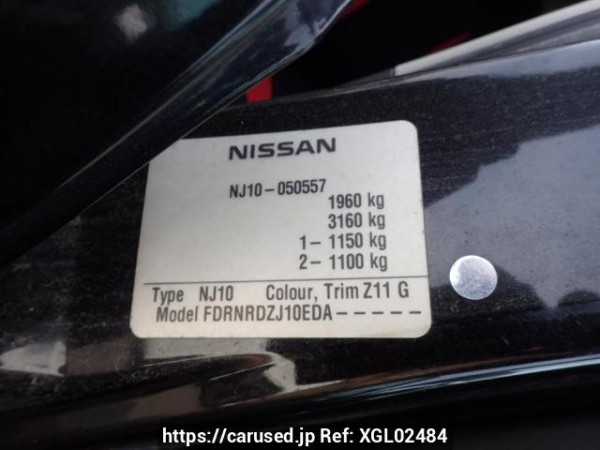 NISSAN
NJ10-050557
1960 kg
3160 kg
1- 1150 kg
2- 1100 kg
Type NJ10 Colour, Trim Z11 G
Model FDRNRDZJ10EDA-----
https://carused.jp Ref: XGL02484